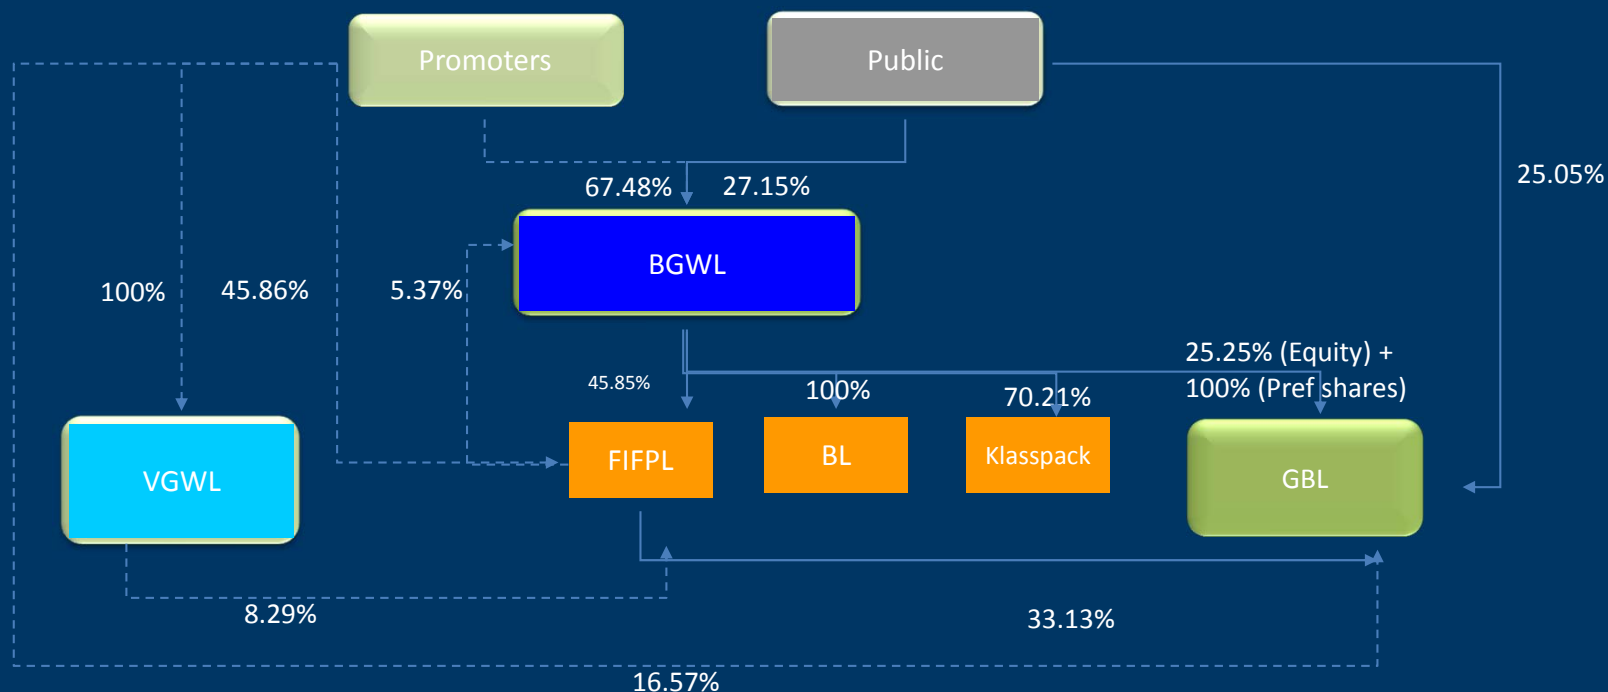 Promoters
Public
25.05%
67.48%
27.15%
BGWL
100%
45.86%
5.37%
25.25% (Equity) +
100% (Pref shares)
45.85%
100%
70.21%
FIFPL
BL
Klasspack
GBL
VGWL
8.29%
33.13%
16.57%